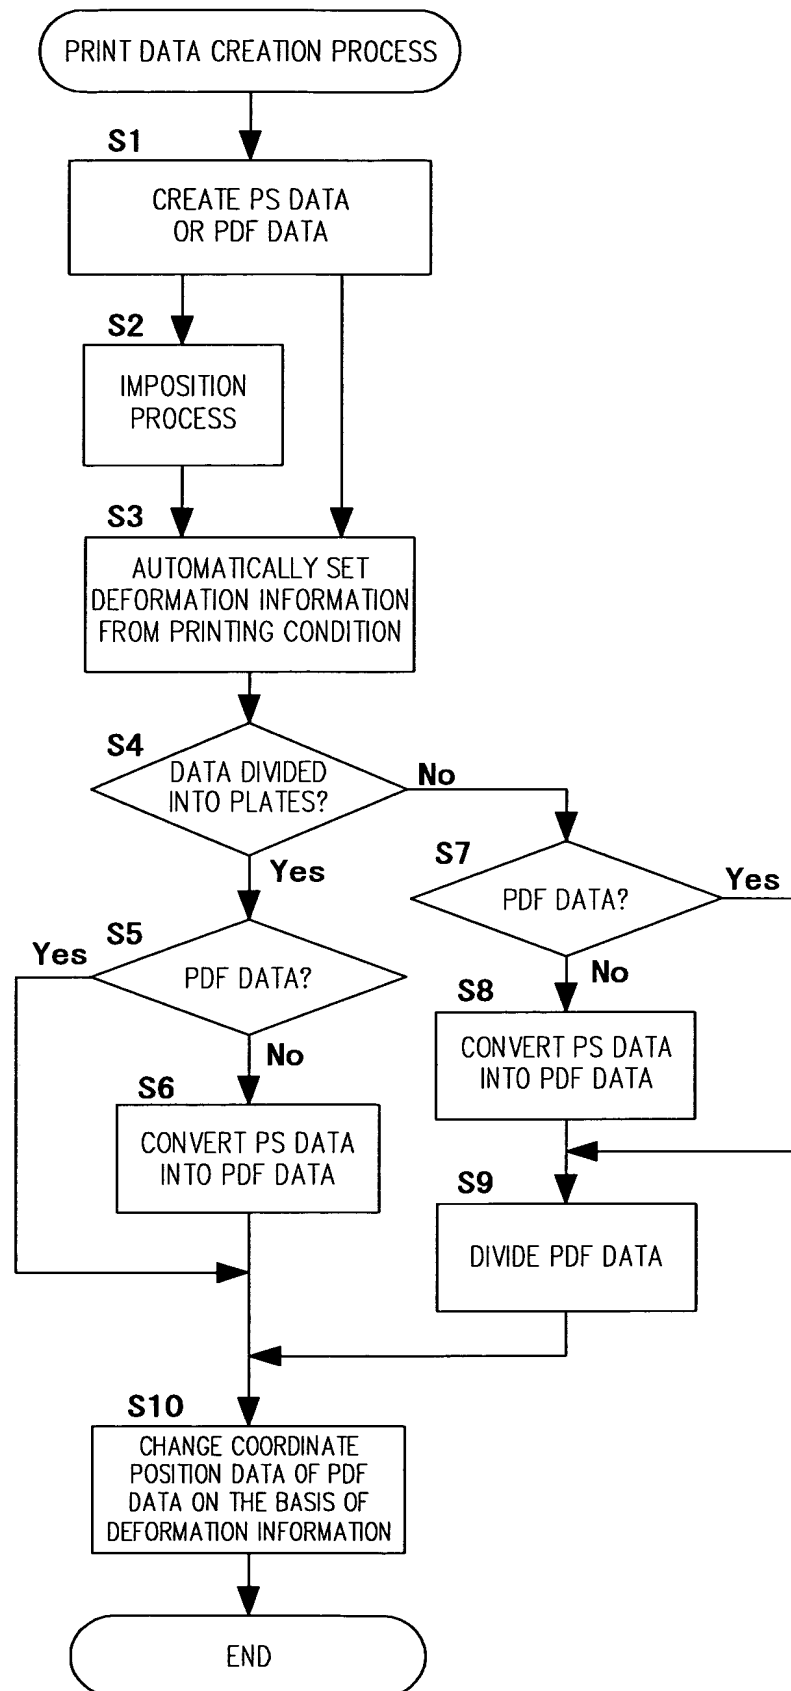 PRINT DATA CREATION PROCESS
S1
CREATE PS DATA
OR PDF DATA
S2
IMPOSITION
PROCESS
S3
AUTOMATICALLY SET
DEFORMATION INFORMATION
FROM PRINTING CONDITION
S4
DATA DIVIDED
INTO PLATES?
No
Yes
S7
PDF DATA?
Yes
No
S5
Yes
PDF DATA?
No
S8
CONVERT PS DATA
INTO PDF DATA
S6
CONVERT PS DATA
INTO PDF DATA
S9
DIVIDE PDF DATA
S10
CHANGE COORDINATE
POSITION DATA OF PDF
DATA ON THE BASIS OF
DEFORMATION INFORMATION
END